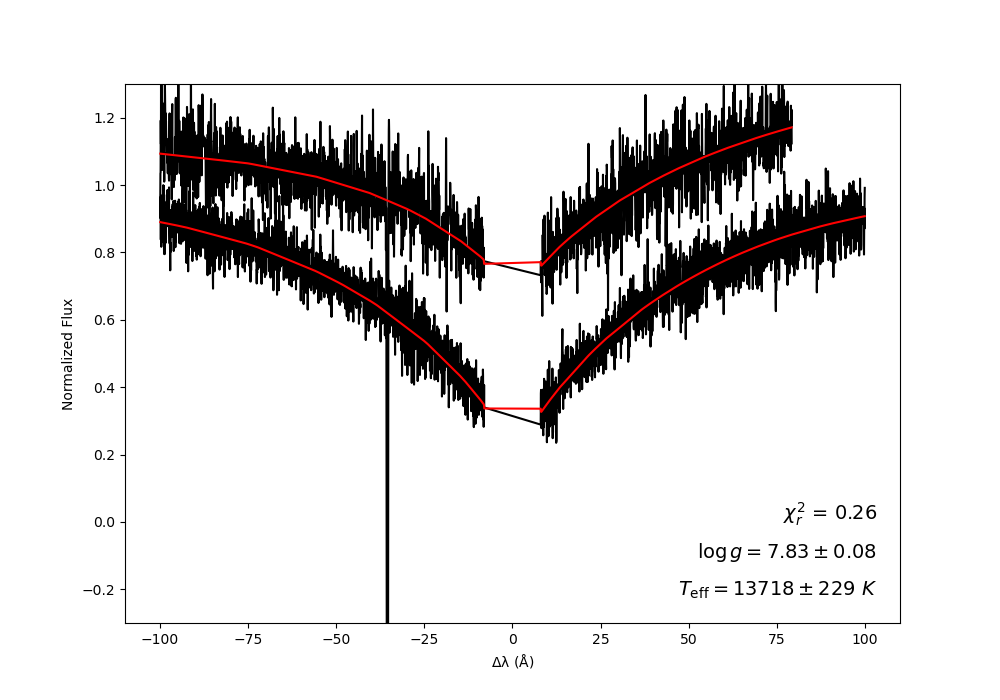 1.2
1.0
0.8
0.6
0.4
0.2
0.0
−0.2
Normalized Flux
χ²ᵣ = 0.26
log g = 7.83 ± 0.08
T_eff = 13718 ± 229 K
−100 −75 −50 −25 0 25 50 75 100
Δλ (Å)